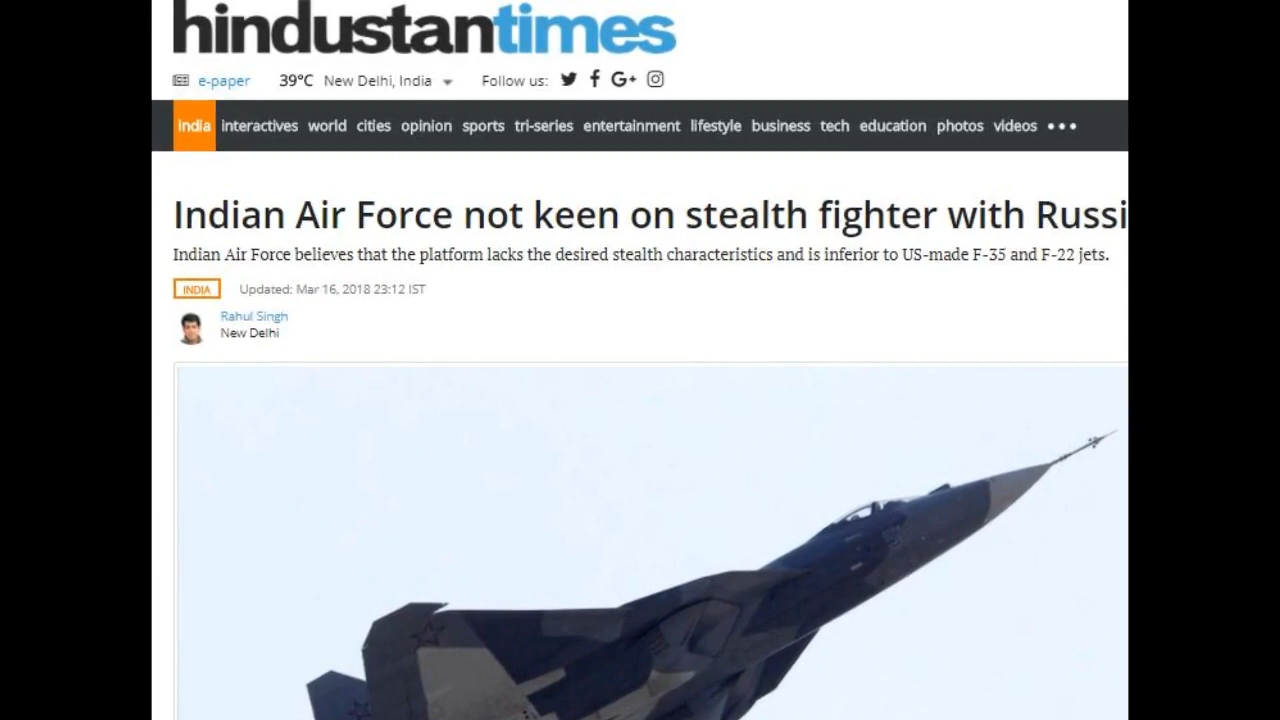 hindustantimes
e-paper 39°C New Delhi, India Follow us: G+
india interactives world cities opinion sports tri-series entertainment lifestyle business tech education photos videos •••
Indian Air Force not keen on stealth fighter with Russi
Indian Air Force believes that the platform lacks the desired stealth characteristics and is inferior to US-made F-35 and F-22 jets.
INDIA Updated: Mar 16, 2018 23:12 IST
Rahul Singh
New Delhi